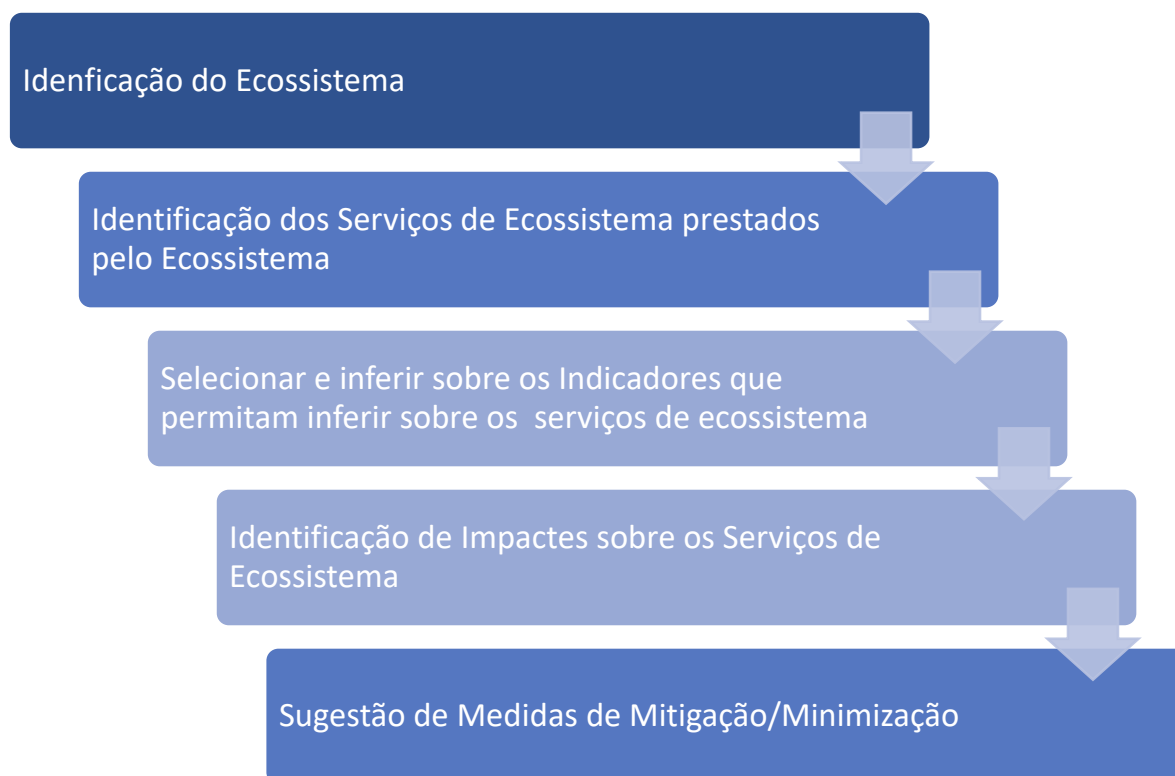 Idenficação do Ecossistema
Identificação dos Serviços de Ecossistema prestados
pelo Ecossistema
Selecionar e inferir sobre os Indicadores que
permitam inferir sobre os  serviços de ecossistema
Identificação de Impactes sobre os Serviços de
Ecossistema
Sugestão de Medidas de Mitigação/Minimização